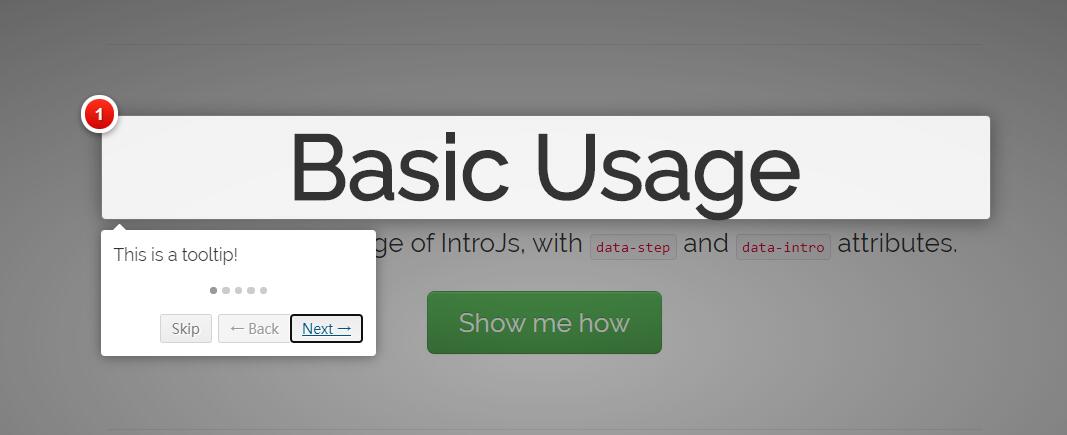 1
Basic Usage
ge of IntroJs, with data-step and data-intro attributes.
This is a tooltip!
Skip ← Back Next →
Show me how